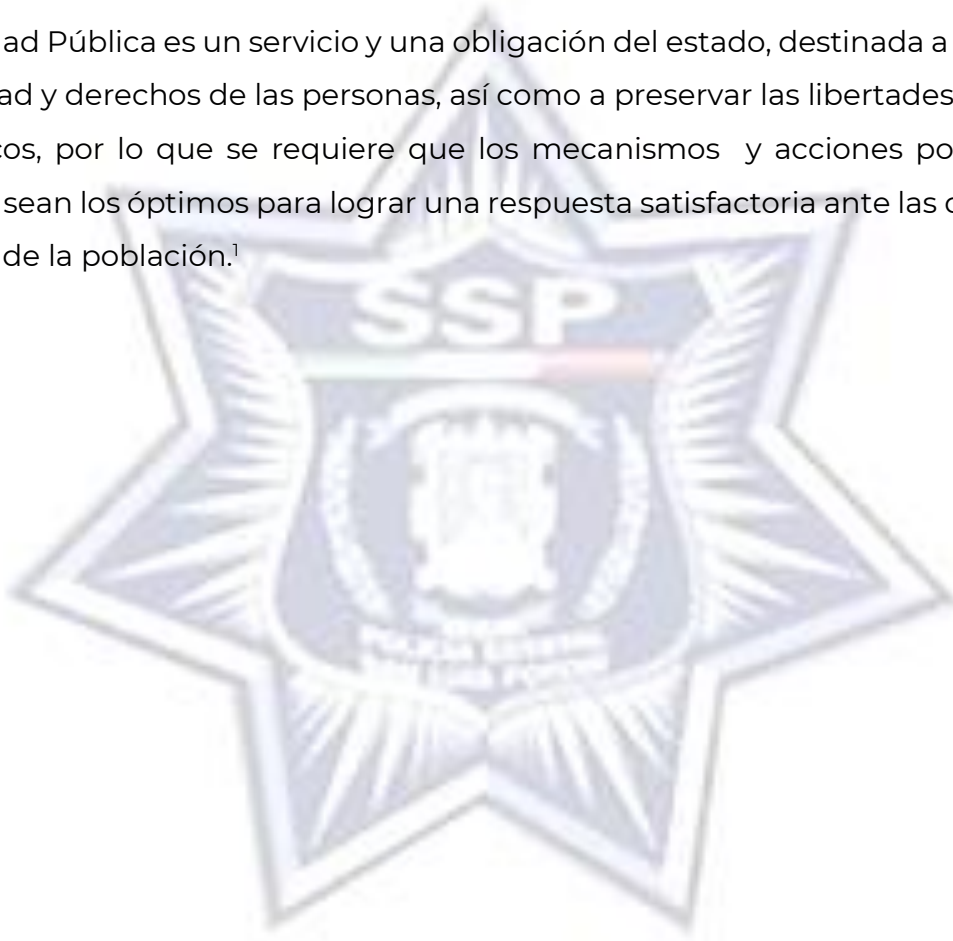 ad Pública es un servicio y una obligación del estado, destinada a
ad y derechos de las personas, así como a preservar las libertades
cos, por lo que se requiere que los mecanismos y acciones po
sean los óptimos para lograr una respuesta satisfactoria ante las d
de la población.¹
SSP